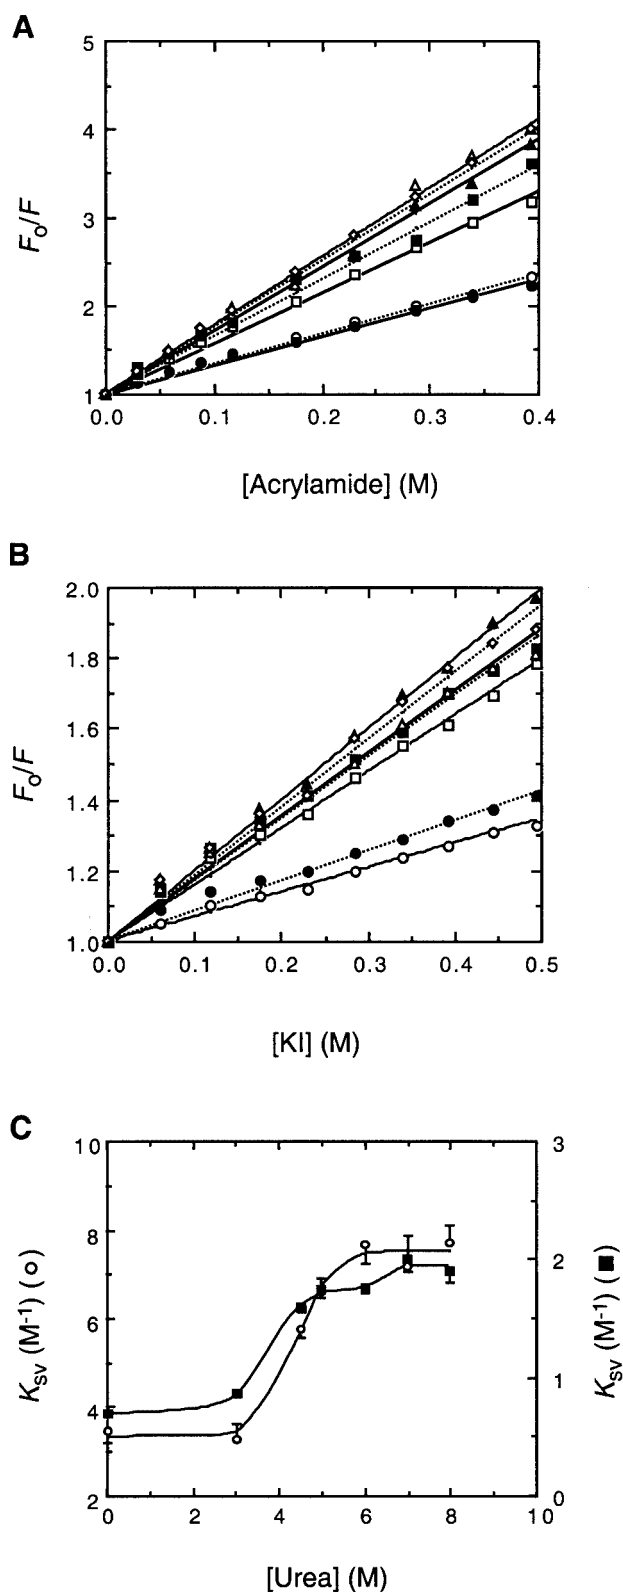 A
5
4
3
2
1
F₀/F
0.0 0.1 0.2 0.3 0.4
[Acrylamide] (M)
B
2.0
1.8
1.6
1.4
1.2
1.0
F₀/F
0.0 0.1 0.2 0.3 0.4 0.5
[KI] (M)
C
10
8
6
4
2
K_SV (M⁻¹) (○)
3
2
1
0
K_SV (M⁻¹) (■)
0 2 4 6 8 10
[Urea] (M)